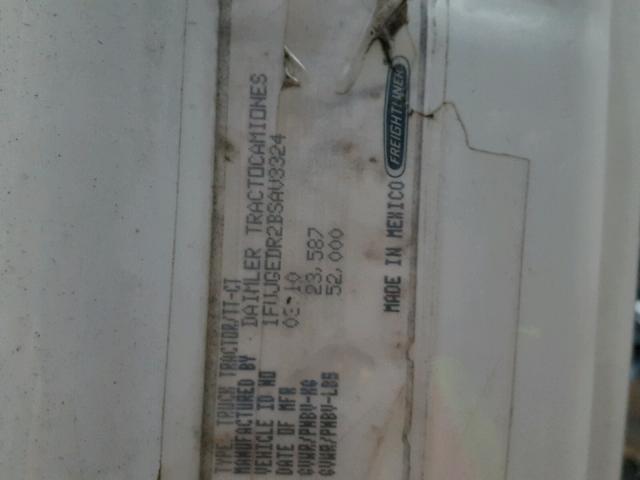 TYPE: TRUCK TRACTOR/TT-CT
MANUFACTURED BY DAIMLER TRACTOCAMIONES
VEHICLE ID NO 1FUJGEDR2BSAV3324
DATE OF MFR 03-10
GVWR/PNBV-KG 23,587
GVWR/PNBV-LBS 52,000
MADE IN MEXICO FREIGHTLINER